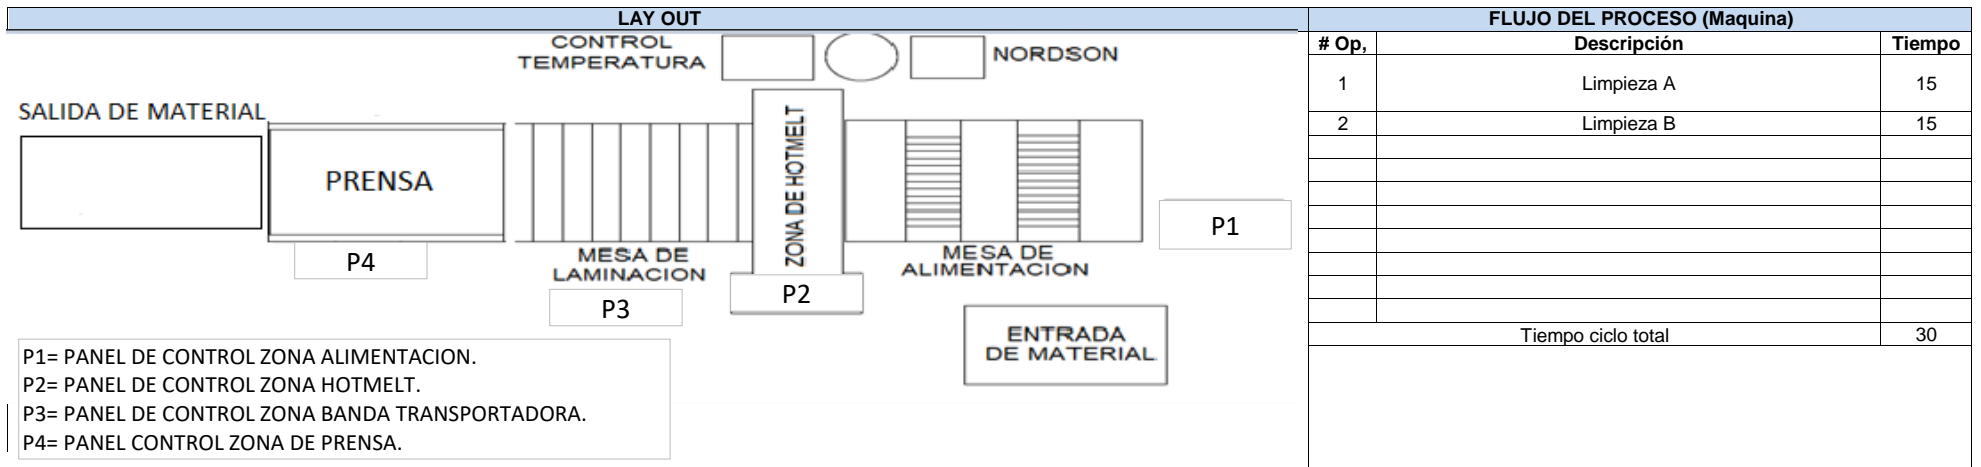 LAY OUT
CONTROL
TEMPERATURA
NORDSON
SALIDA DE MATERIAL
PRENSA
ZONA DE HOTMELT
P1
P4
MESA DE
LAMINACION
MESA DE
ALIMENTACION
P2
P3
ENTRADA
DE MATERIAL
P1= PANEL DE CONTROL ZONA ALIMENTACION.
P2= PANEL DE CONTROL ZONA HOTMELT.
P3= PANEL DE CONTROL ZONA BANDA TRANSPORTADORA.
P4= PANEL CONTROL ZONA DE PRENSA.
FLUJO DEL PROCESO (Maquina)
# Op, Descripción Tiempo
1 Limpieza A 15
2 Limpieza B 15
Tiempo ciclo total 30